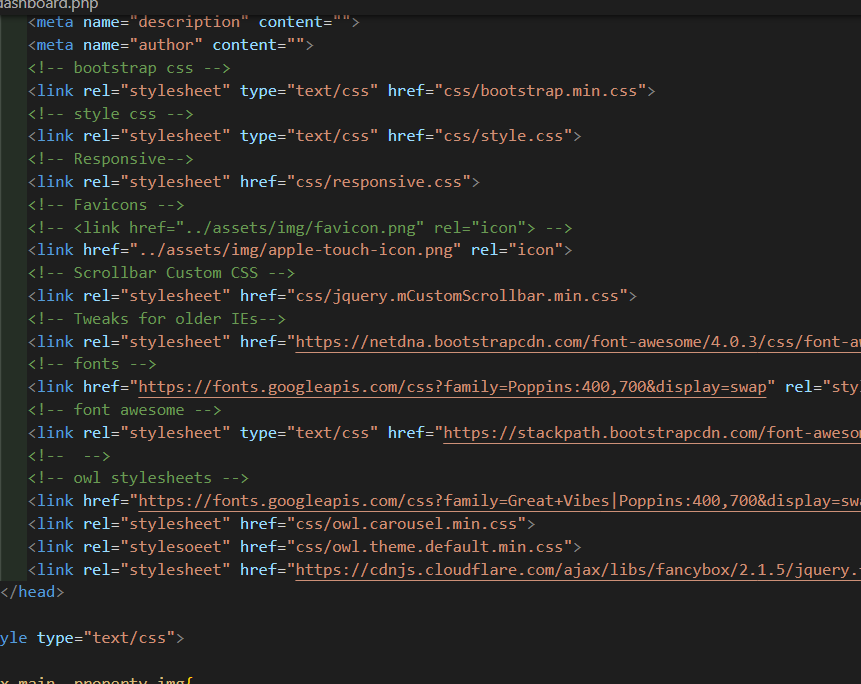 dashboard.php
<meta name="description" content="">
<meta name="author" content="">
<!-- bootstrap css -->
<link rel="stylesheet" type="text/css" href="css/bootstrap.min.css">
<!-- style css -->
<link rel="stylesheet" type="text/css" href="css/style.css">
<!-- Responsive-->
<link rel="stylesheet" href="css/responsive.css">
<!-- Favicons -->
<!-- <link href="../assets/img/favicon.png" rel="icon"> -->
<link href="../assets/img/apple-touch-icon.png" rel="icon">
<!-- Scrollbar Custom CSS -->
<link rel="stylesheet" href="css/jquery.mCustomScrollbar.min.css">
<!-- Tweaks for older IEs-->
<link rel="stylesheet" href="https://netdna.bootstrapcdn.com/font-awesome/4.0.3/css/font-aw
<!-- fonts -->
<link href="https://fonts.googleapis.com/css?family=Poppins:400,700&display=swap" rel="sty
<!-- font awesome -->
<link rel="stylesheet" type="text/css" href="https://stackpath.bootstrapcdn.com/font-aweso
<!--  -->
<!-- owl stylesheets -->
<link href="https://fonts.googleapis.com/css?family=Great+Vibes|Poppins:400,700&display=swa
<link rel="stylesheet" href="css/owl.carousel.min.css">
<link rel="stylesoeet" href="css/owl.theme.default.min.css">
<link rel="stylesheet" href="https://cdnjs.cloudflare.com/ajax/libs/fancybox/2.1.5/jquery.
</head>
yle type="text/css">
x_main .property_img{